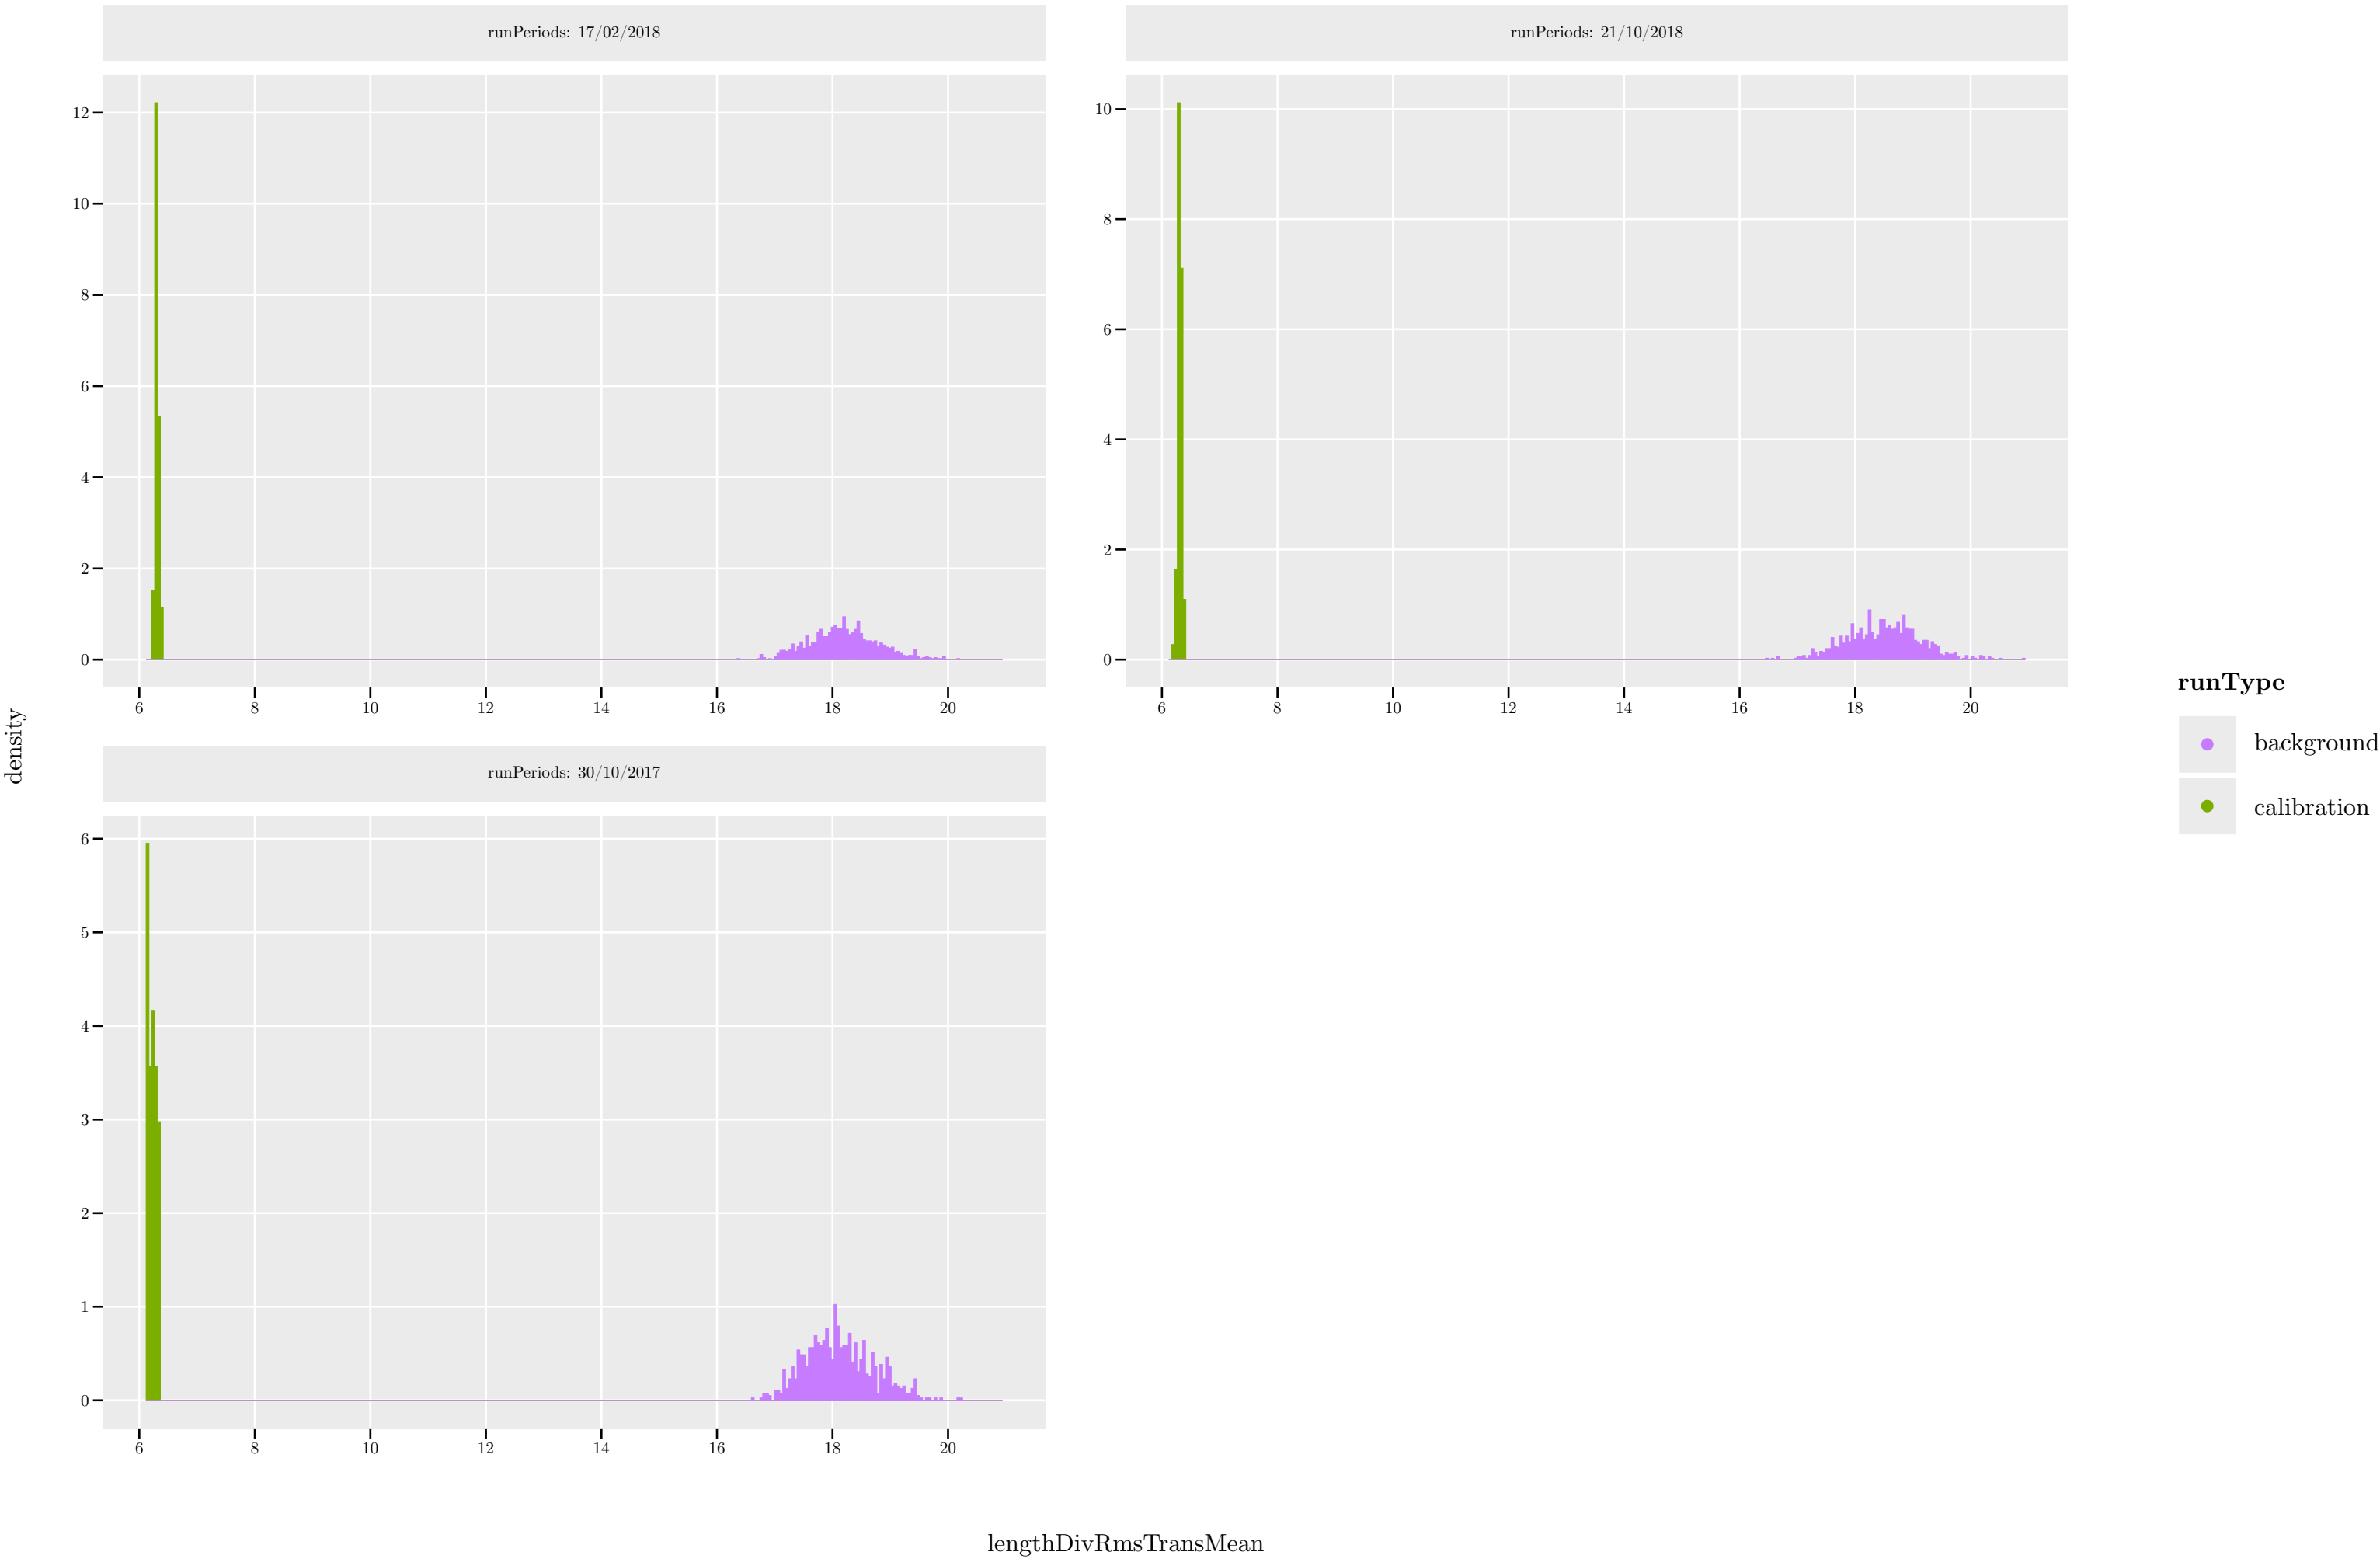 runPeriods: 17/02/2018
12
10
8
6
4
2
0
6 8 10 12 14 16 18 20
runPeriods: 21/10/2018
10
8
6
4
2
0
6 8 10 12 14 16 18 20
runPeriods: 30/10/2017
6
5
4
3
2
1
0
6 8 10 12 14 16 18 20
density
lengthDivRmsTransMean
runType
background
calibration